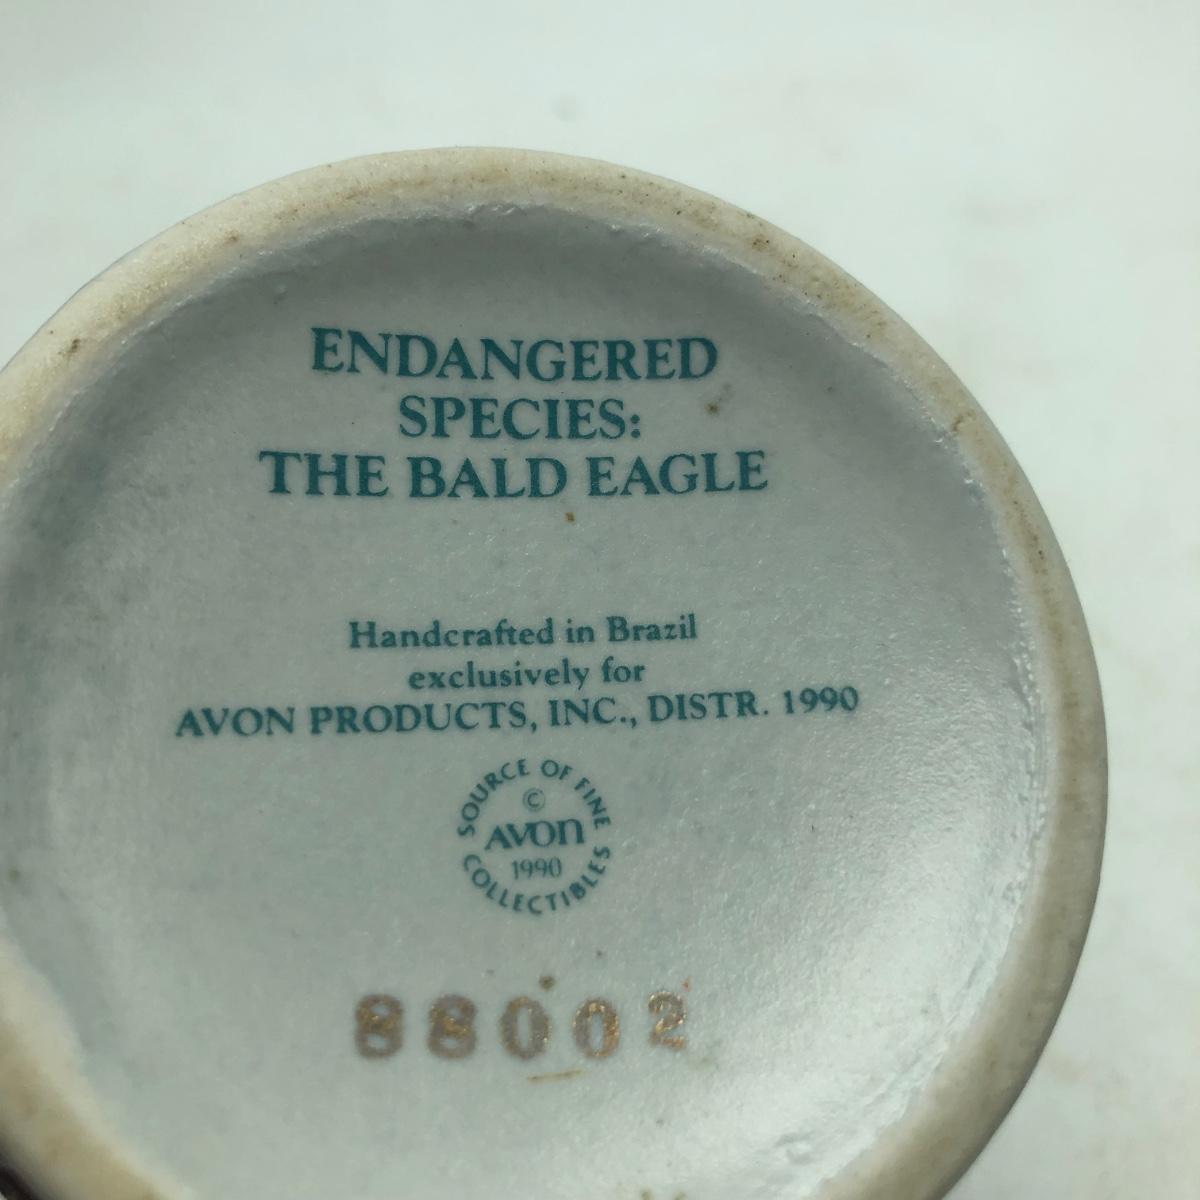 ENDANGERED
SPECIES:
THE BALD EAGLE
Handcrafted in Brazil
exclusively for
AVON PRODUCTS, INC., DISTR. 1990
SOURCE OF FINE
©
AVON
1990
COLLECTIBLES
88002